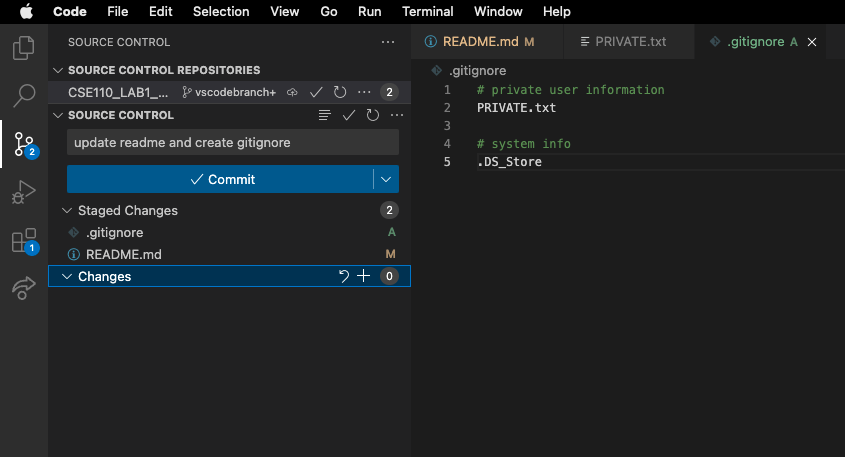 Code File Edit Selection View Go Run Terminal Window Help
SOURCE CONTROL ...
SOURCE CONTROL REPOSITORIES
CSE110_LAB1_... vscodebranch+ ... 2
SOURCE CONTROL ...
update readme and create gitignore
Commit
Staged Changes 2
.gitignore A
README.md M
Changes 0
2
1
README.md M PRIVATE.txt .gitignore A
.gitignore
1 # private user information
2 PRIVATE.txt
3
4 # system info
5 .DS_Store